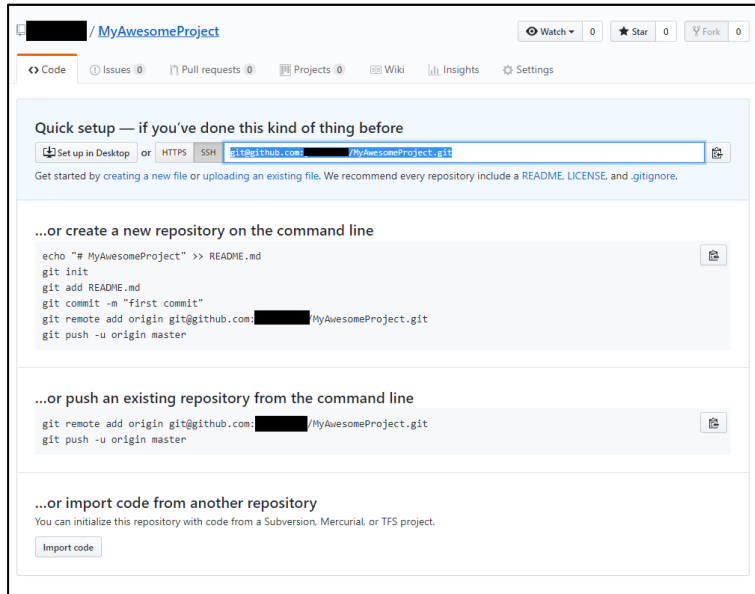 / MyAwesomeProject
Watch 0 Star 0 Fork 0
Code Issues 0 Pull requests 0 Projects 0 Wiki Insights Settings
Quick setup — if you've done this kind of thing before
Set up in Desktop or HTTPS SSH git@github.com: /MyAwesomeProject.git
Get started by creating a new file or uploading an existing file. We recommend every repository include a README, LICENSE, and .gitignore.
...or create a new repository on the command line
echo "# MyAwesomeProject" >> README.md
git init
git add README.md
git commit -m "first commit"
git remote add origin git@github.com: /MyAwesomeProject.git
git push -u origin master
...or push an existing repository from the command line
git remote add origin git@github.com: /MyAwesomeProject.git
git push -u origin master
...or import code from another repository
You can initialize this repository with code from a Subversion, Mercurial, or TFS project.
Import code